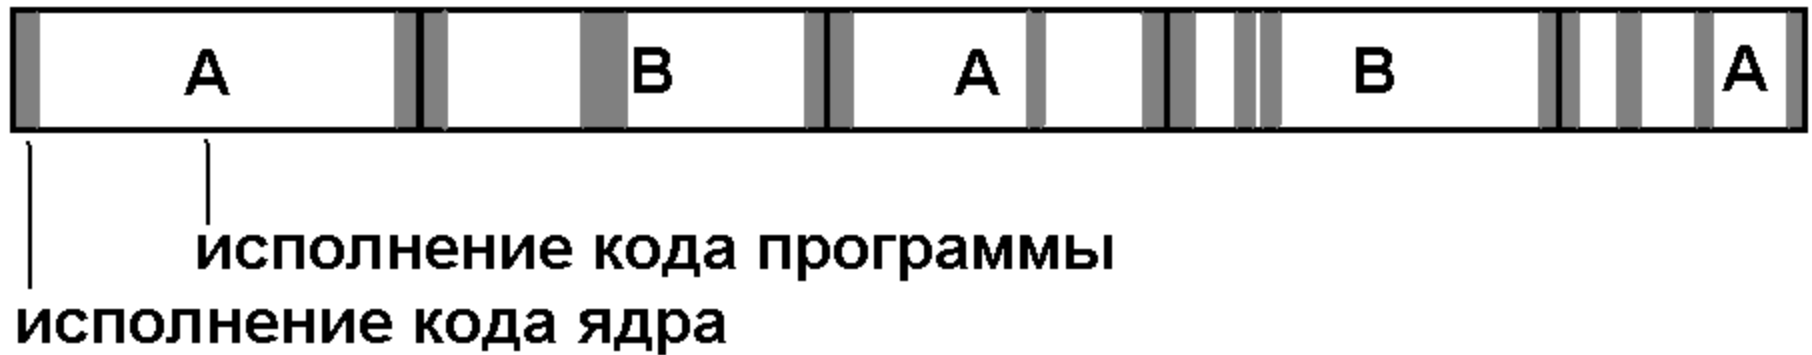 A B A B A
исполнение кода программы
исполнение кода ядра